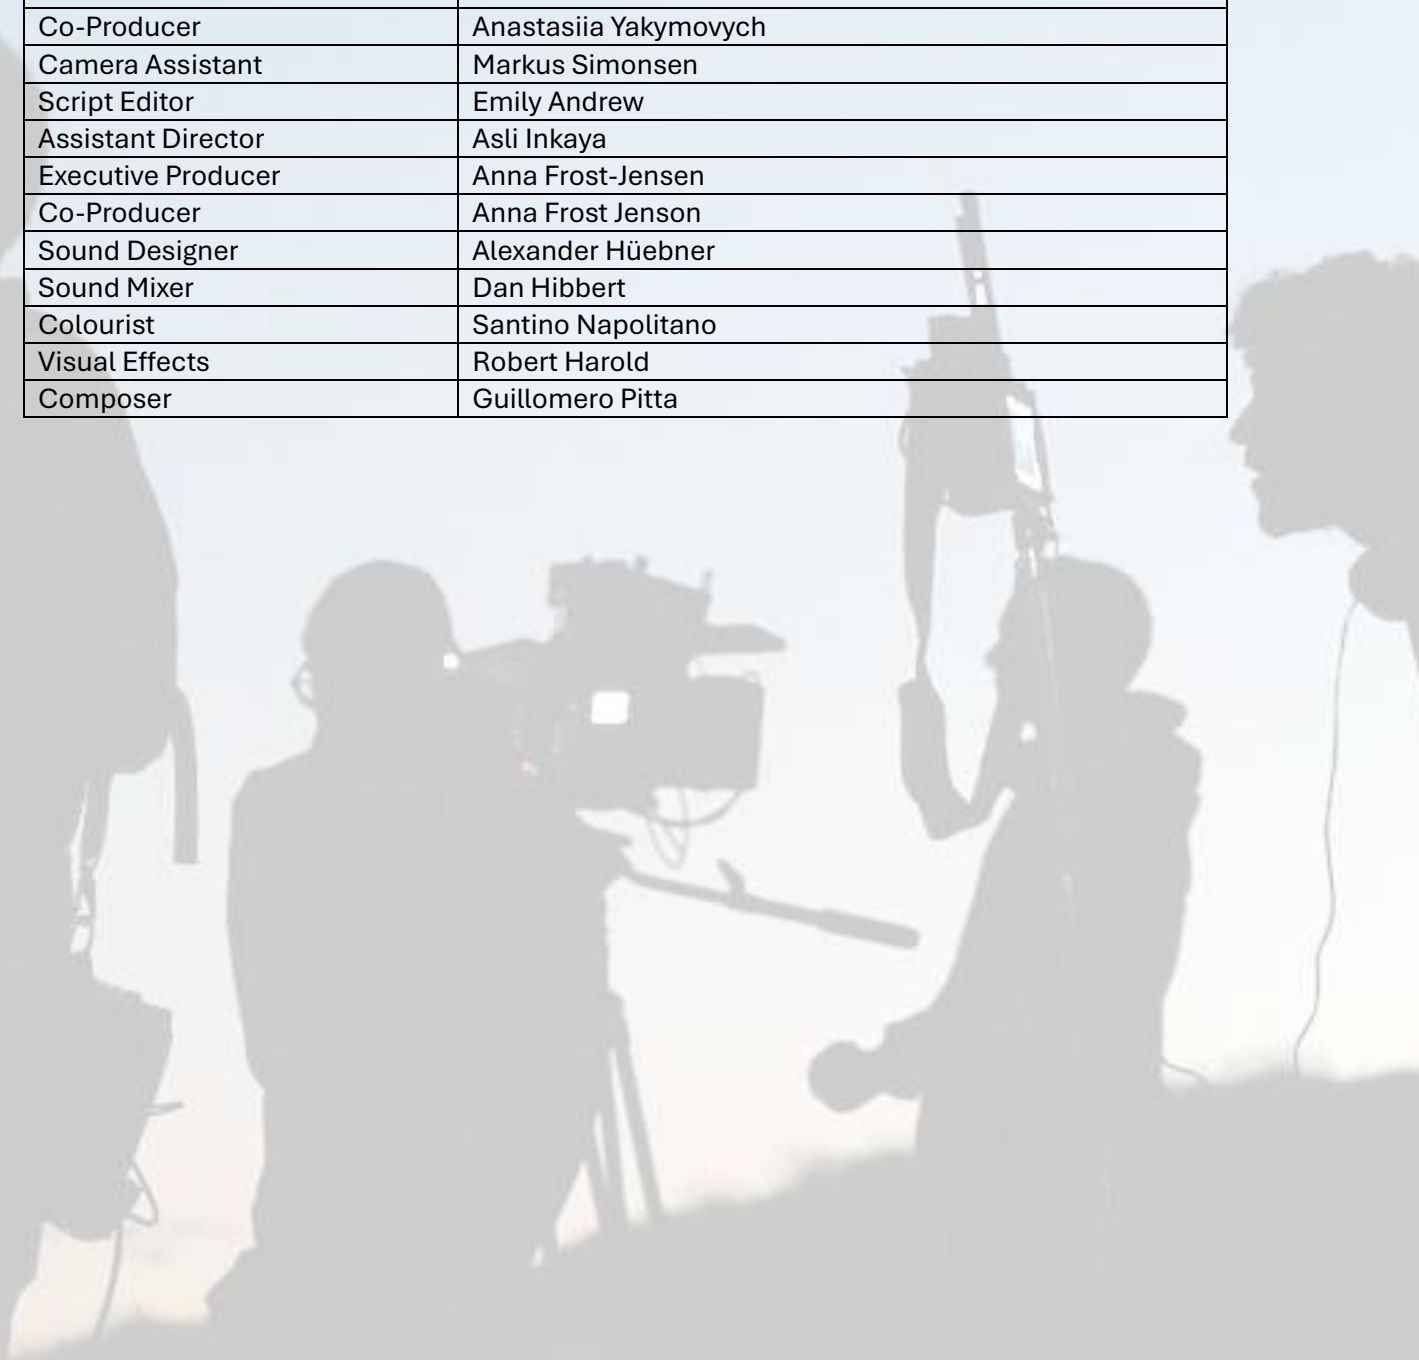 Co-Producer Anastasiia Yakymovych
Camera Assistant Markus Simonsen
Script Editor Emily Andrew
Assistant Director Asli Inkaya
Executive Producer Anna Frost-Jensen
Co-Producer Anna Frost Jenson
Sound Designer Alexander Hüebner
Sound Mixer Dan Hibbert
Colourist Santino Napolitano
Visual Effects Robert Harold
Composer Guillomero Pitta